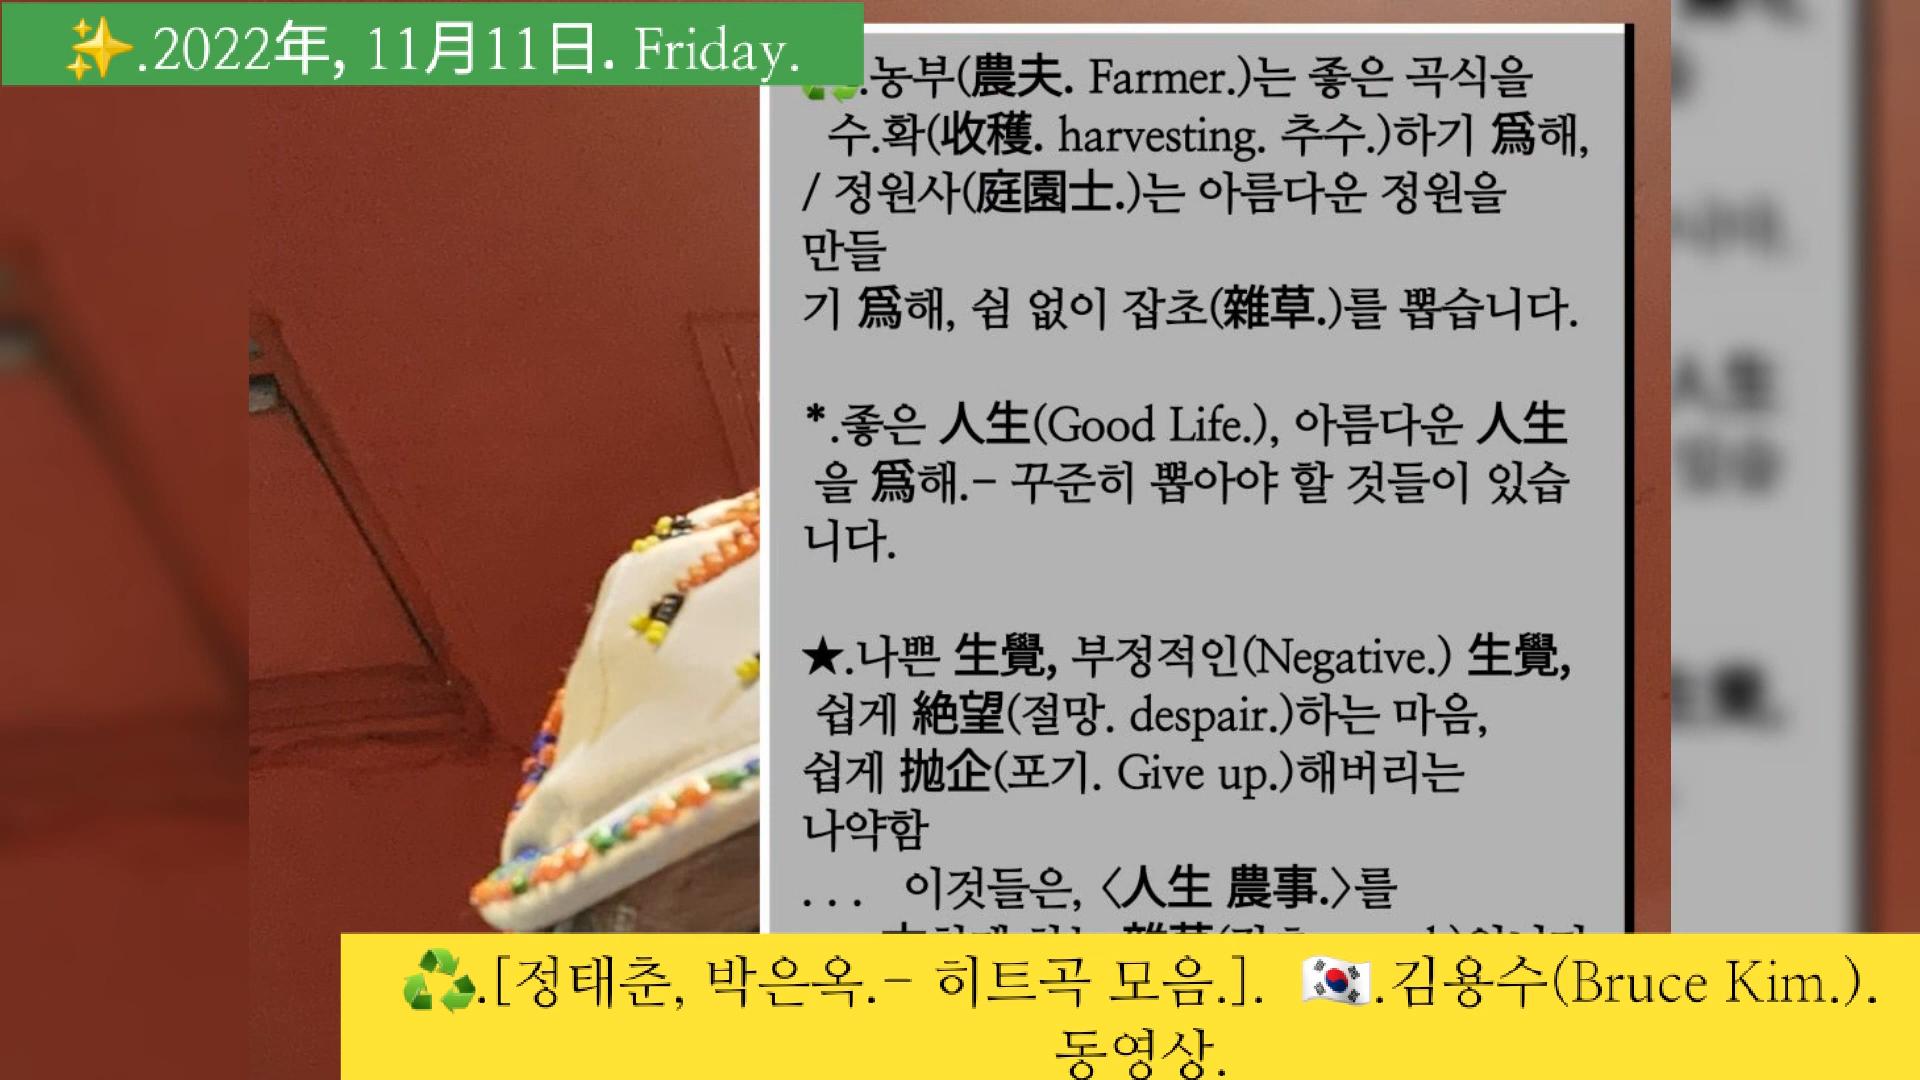 ✨.2022年, 11月11日. Friday.
♻.농부(農夫. Farmer.)는 좋은 곡식을
수.확(收穫. harvesting. 추수.)하기 爲해,
/ 정원사(庭園士.)는 아름다운 정원을
만들
기 爲해, 쉼 없이 잡초(雜草.)를 뽑습니다.
*.좋은 人生(Good Life.), 아름다운 人生
을 爲해.- 꾸준히 뽑아야 할 것들이 있습
니다.
★.나쁜 生覺, 부정적인(Negative.) 生覺,
쉽게 絶望(절망. despair.)하는 마음,
쉽게 抛企(포기. Give up.)해버리는
나약함
... 이것들은, 〈人生 農事.〉를
♻.[정태춘, 박은옥.- 히트곡 모음.]. 🇰🇷.김용수(Bruce Kim.).
동영상.